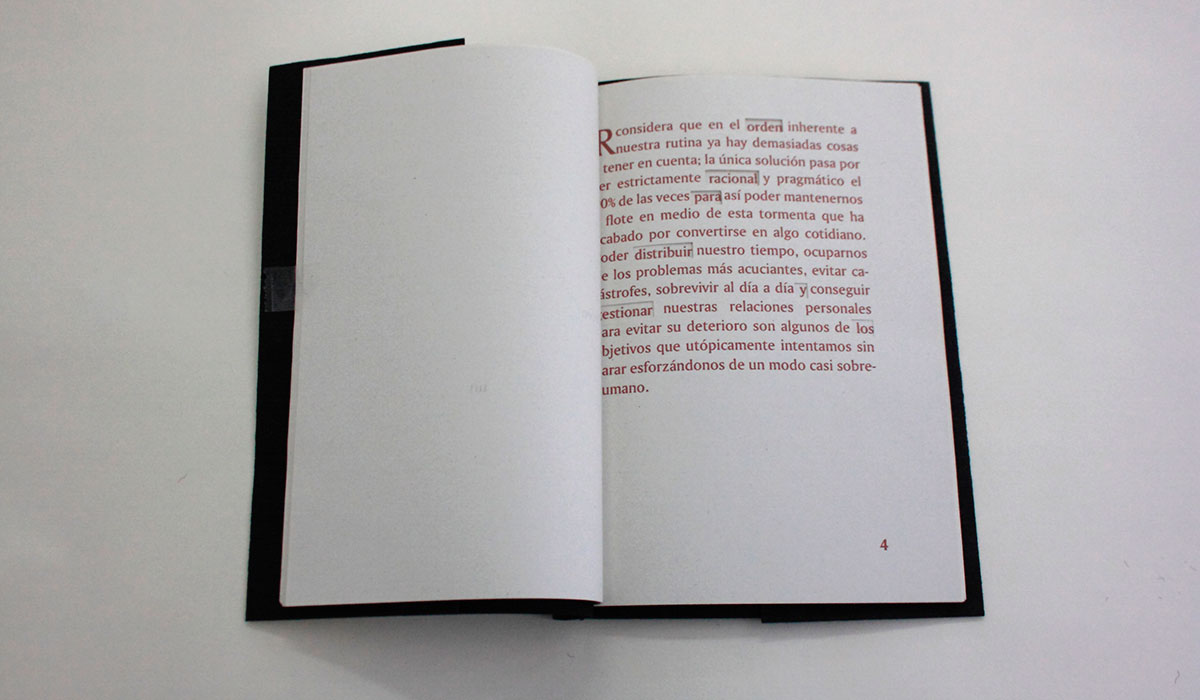 Rconsidera que en el orden inherente a
nuestra rutina ya hay demasiadas cosas
tener en cuenta; la única solución pasa por
er estrictamente racional y pragmático el
0% de las veces para así poder mantenernos
flote en medio de esta tormenta que ha
cabado por convertirse en algo cotidiano.
oder distribuir nuestro tiempo, ocuparnos
e los problemas más acuciantes, evitar ca-
ástrofes, sobrevivir al día a día y conseguir
estionar nuestras relaciones personales
ara evitar su deterioro son algunos de los
bjetivos que utópicamente intentamos sin
arar esforzándonos de un modo casi sobre-
umano.
4